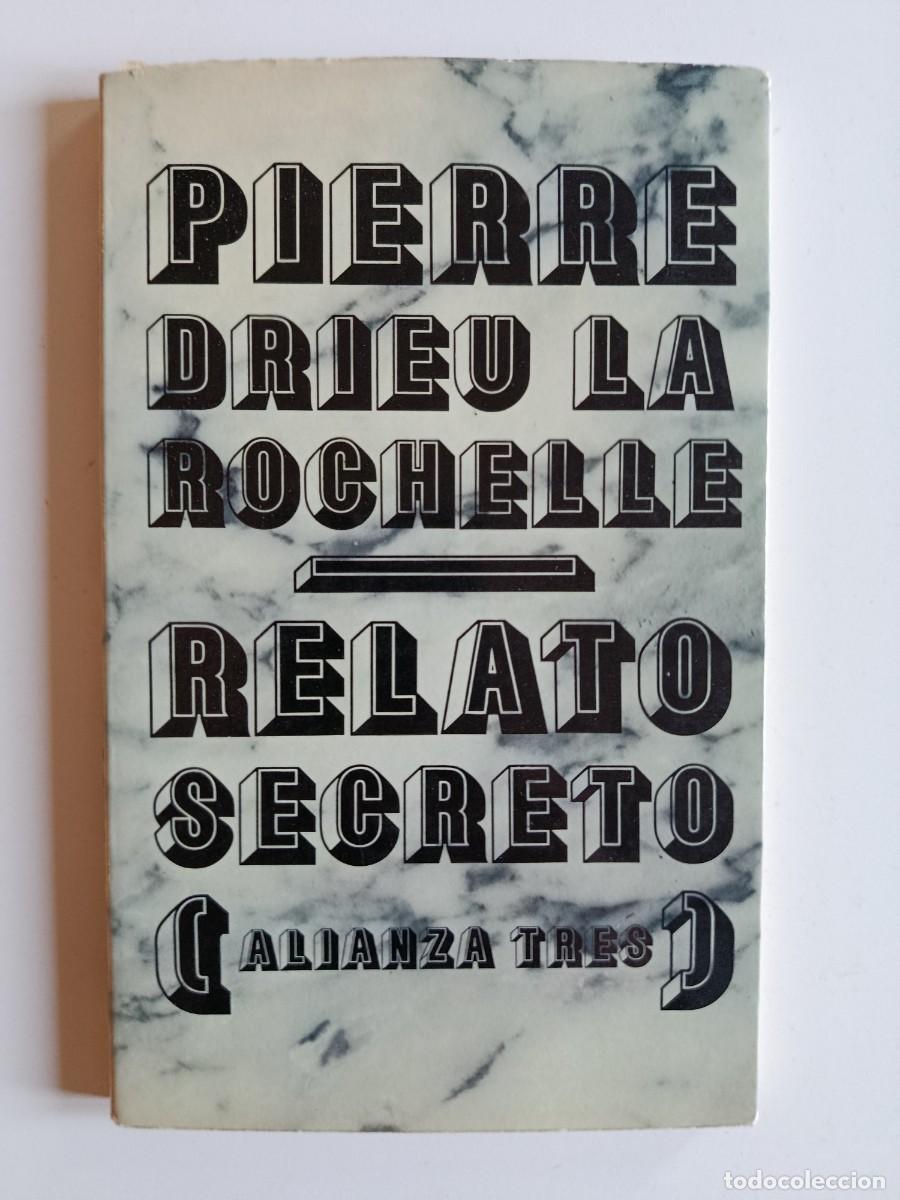 PIERRE
DRIEU LA
ROCHELLE
RELATO
SECRETO
(ALIANZA TRES)
todocoleccion